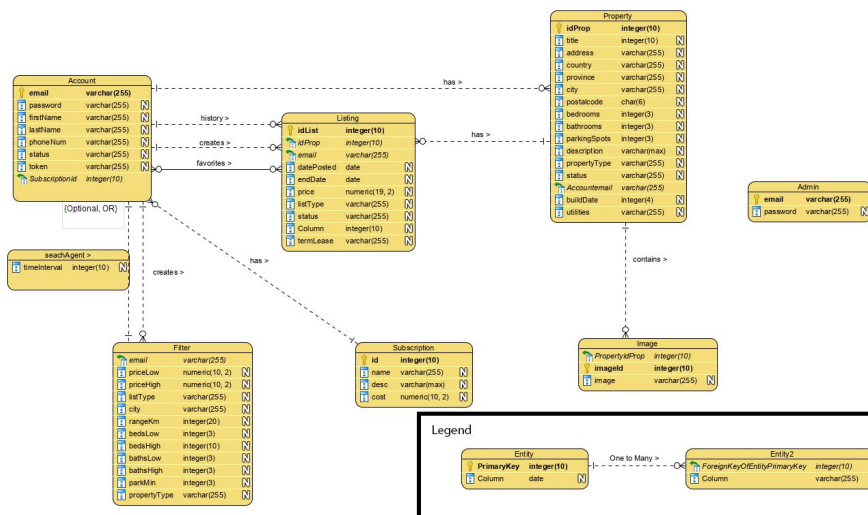 Property
idProp integer(10)
title integer(10) N
address varchar(255) N
country varchar(255) N
province varchar(255) N
city varchar(255) N
postalcode char(6) N
bedrooms integer(3) N
bathrooms integer(3) N
parkingSpots integer(3) N
description varchar(max) N
propertyType varchar(255) N
status varchar(255) N
Accountemail varchar(255)
buildDate integer(4) N
utilities varchar(255) N
has >
Account
email varchar(255)
password varchar(255) N
firstName varchar(255) N
lastName varchar(255) N
phoneNum varchar(255) N
status varchar(255) N
token varchar(255) N
SubscriptionId integer(10)
{Optional, OR}
history >
creates >
favorites >
Listing
idList integer(10)
idProp integer(10)
email varchar(255)
datePosted date N
endDate date N
price numeric(19, 2) N
listType varchar(255) N
status varchar(255) N
Column integer(10) N
termLease varchar(255) N
has >
Admin
email varchar(255)
password varchar(255) N
seachAgent >
timeInterval integer(10) N
creates >
has >
contains >
Filter
email varchar(255)
priceLow numeric(10, 2) N
priceHigh numeric(10, 2) N
listType varchar(255) N
city varchar(255) N
rangeKm integer(20) N
bedsLow integer(3) N
bedsHigh integer(10) N
bathsLow integer(3) N
bathsHigh integer(3) N
parkMin integer(3) N
propertyType varchar(255) N
Subscription
id integer(10)
name varchar(255) N
desc varchar(max) N
cost numeric(10, 2) N
Image
PropertyidProp integer(10)
imageId integer(10)
image varchar(255) N
Legend
Entity
PrimaryKey integer(10)
Column date N
One to Many >
Entity2
ForeignKeyOfEntityPrimaryKey integer(10)
Column varchar(255) N